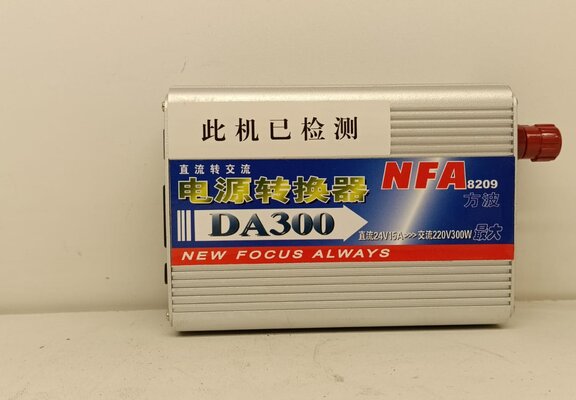 此机已检测
直流转交流
电源转换器
NFA 8209
方波
DA300
直流24V15A>>>交流220V300W 最大
NEW FOCUS ALWAYS